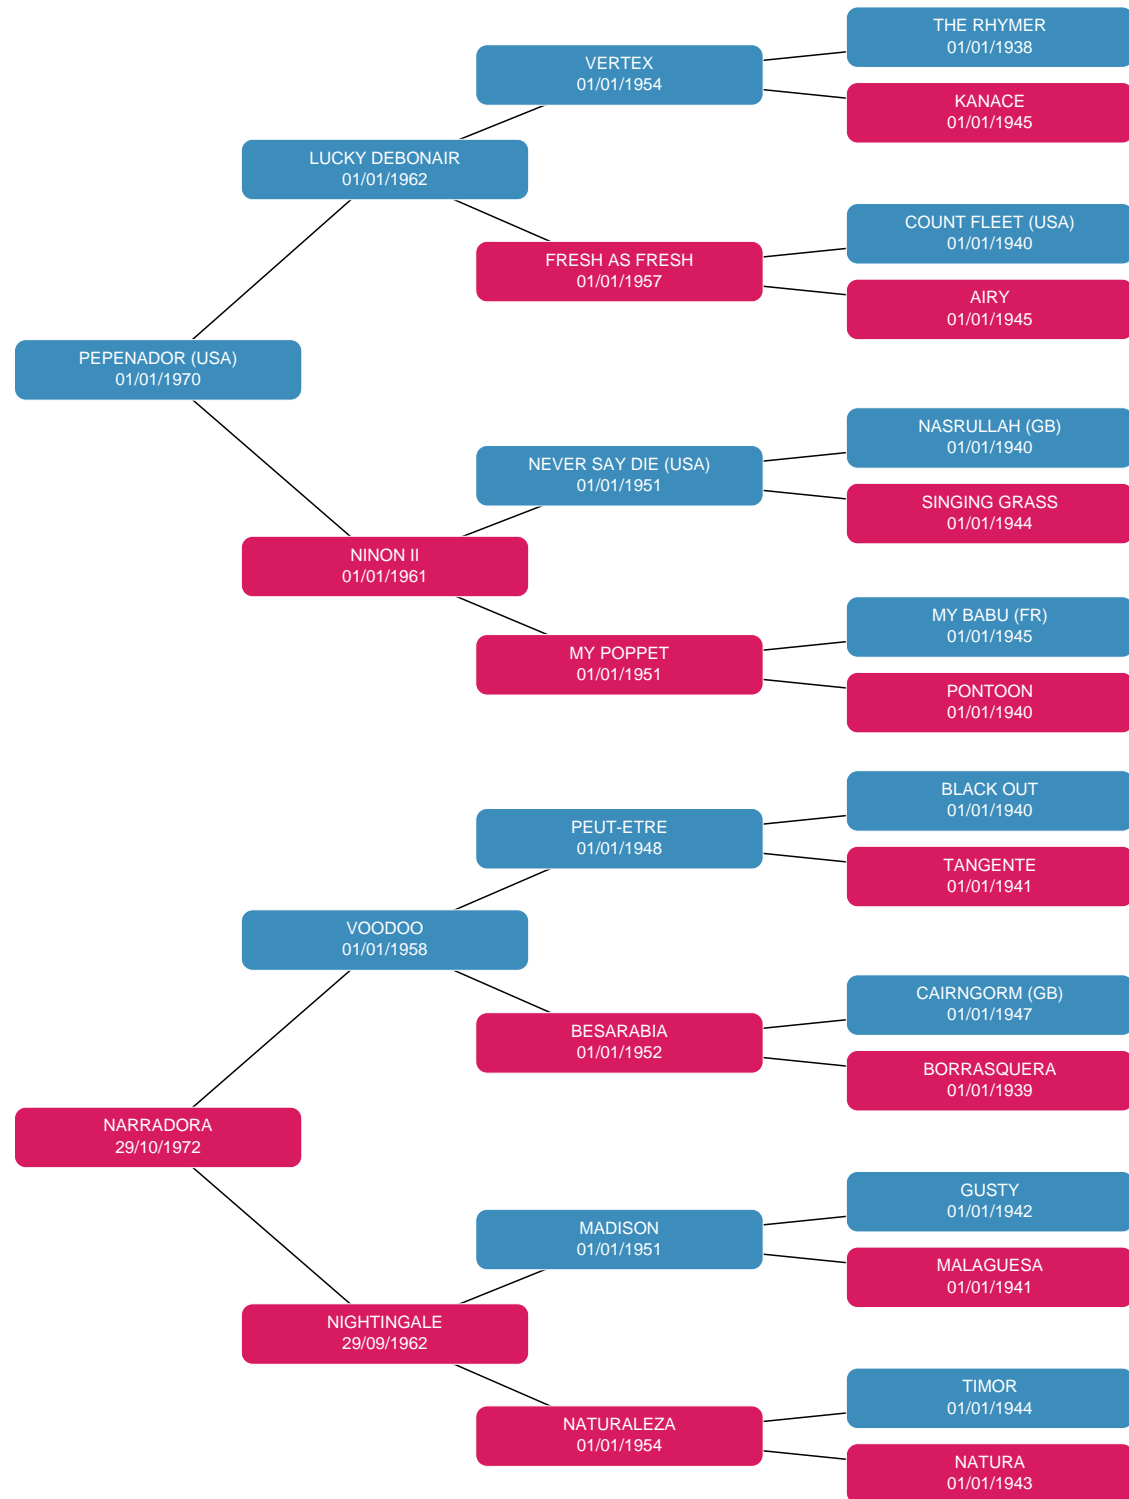 THE RHYMER
01/01/1938
VERTEX
01/01/1954
KANACE
01/01/1945
LUCKY DEBONAIR
01/01/1962
COUNT FLEET (USA)
01/01/1940
FRESH AS FRESH
01/01/1957
AIRY
01/01/1945
PEPENADOR (USA)
01/01/1970
NASRULLAH (GB)
01/01/1940
NEVER SAY DIE (USA)
01/01/1951
SINGING GRASS
01/01/1944
NINON II
01/01/1961
MY BABU (FR)
01/01/1945
MY POPPET
01/01/1951
PONTOON
01/01/1940
BLACK OUT
01/01/1940
PEUT-ETRE
01/01/1948
TANGENTE
01/01/1941
VOODOO
01/01/1958
CAIRNGORM (GB)
01/01/1947
BESARABIA
01/01/1952
BORRASQUERA
01/01/1939
NARRADORA
29/10/1972
GUSTY
01/01/1942
MADISON
01/01/1951
MALAGUESA
01/01/1941
NIGHTINGALE
29/09/1962
TIMOR
01/01/1944
NATURALEZA
01/01/1954
NATURA
01/01/1943